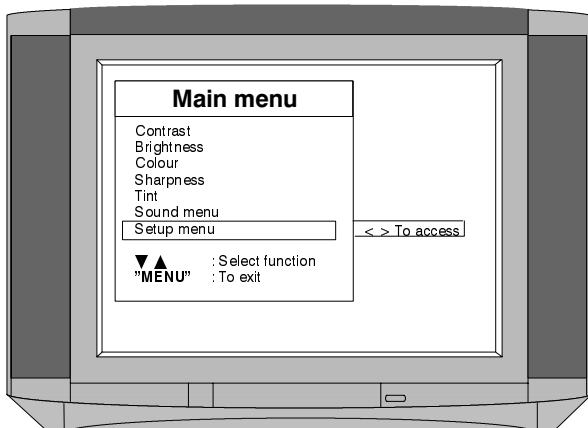 Main menu
Contrast
Brightness
Colour
Sharpness
Tint
Sound menu
Setup menu
< > To access
▼ ▲ : Select function
”MENU” : To exit